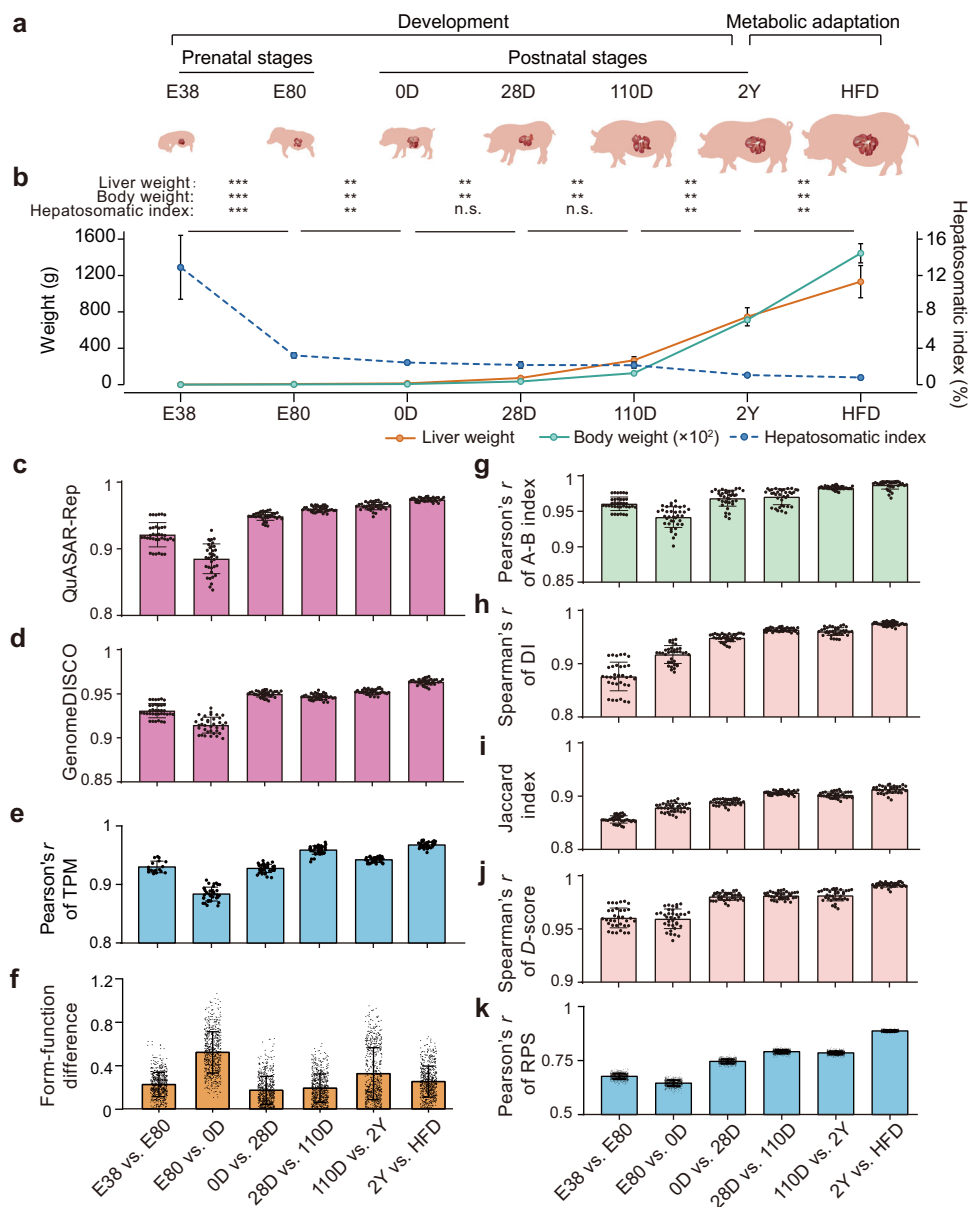 a
Development
Metabolic adaptation
Prenatal stages
Postnatal stages
E38 E80 0D 28D 110D 2Y HFD
b
Liver weight: *** ** ** ** ** **
Body weight: *** ** ** ** ** **
Hepatosomatic index: *** ** n.s. n.s. ** **
Weight (g)
1600
1200
800
400
0
Hepatosomatic index (%)
16
12
8
4
0
E38 E80 0D 28D 110D 2Y HFD
Liver weight Body weight (×10²) Hepatosomatic index
c
QuASAR-Rep
1
0.9
0.8
d
GenomeDISCO
1
0.95
0.9
0.85
e
Pearson's r
of TPM
1
0.9
0.8
f
Form-function
difference
1.2
0.8
0.4
0
E38 vs. E80
E80 vs. 0D
0D vs. 28D
28D vs. 110D
110D vs. 2Y
2Y vs. HFD
g
Pearson's r
of A-B index
1
0.95
0.9
0.85
h
Spearman's r
of DI
1
0.9
0.8
i
Jaccard
index
1
0.9
0.8
j
Spearman's r
of D-score
1
0.95
0.9
k
Pearson's r
of RPS
1
0.75
0.5
E38 vs. E80
E80 vs. 0D
0D vs. 28D
28D vs. 110D
110D vs. 2Y
2Y vs. HFD